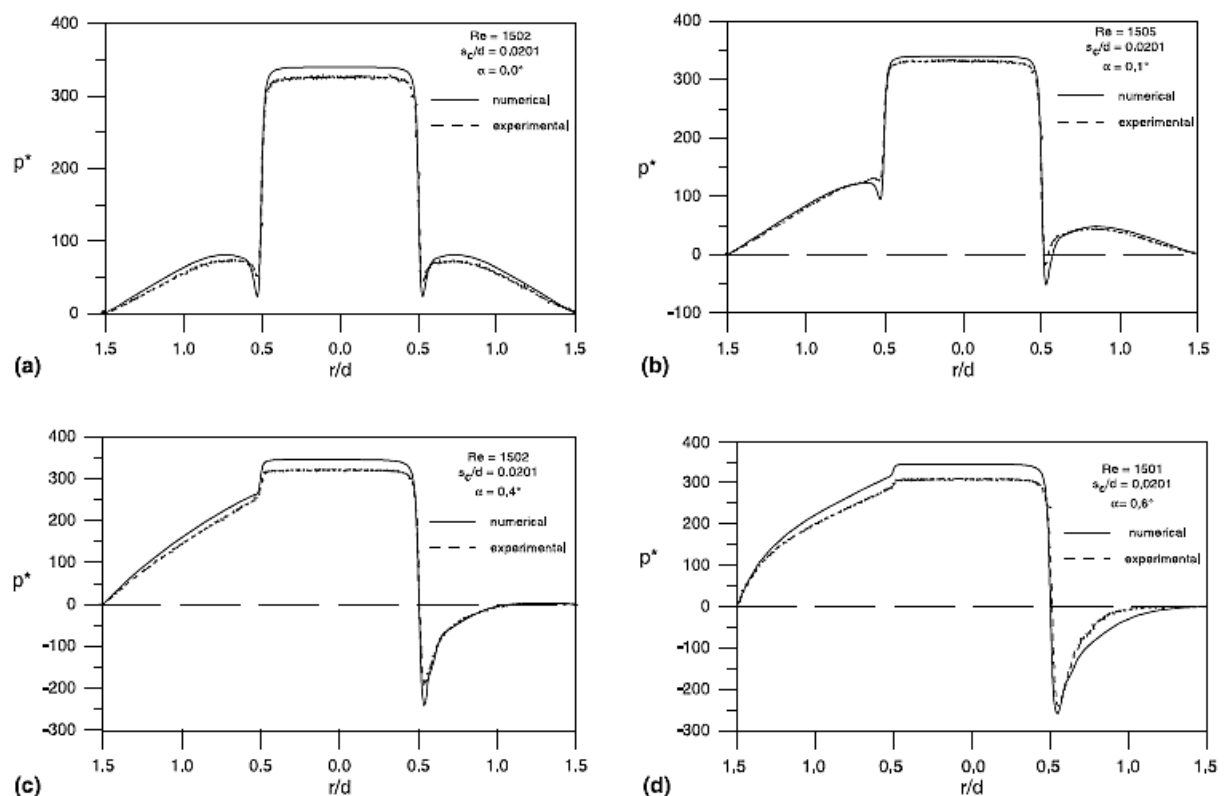 400
Re = 1502
s_c/d = 0.0201
α = 0.0°
300
numerical
experimental
200
p*
100
0
1.5 1.0 0.5 0.0 0.5 1.0 1.5
(a)
r/d
400
Re = 1505
s_c/d = 0.0201
α = 0,1°
300
numerical
experimental
200
p*
100
0
-100
1.5 1.0 0.5 0.0 0.5 1.0 1.5
(b)
r/d
400
Re = 1502
s_c/d = 0.0201
α = 0,4°
300
200
numerical
experimental
100
p*
0
-100
-200
-300
1.5 1.0 0.5 0.0 0.5 1.0 1.5
(c)
r/d
400
Re = 1501
s_c/d = 0,0201
α= 0,6°
300
200
numerical
experimental
100
p*
0
-100
-200
-300
1.5 1.0 0.5 0.0 0,5 1,0 1.5
(d)
r/d